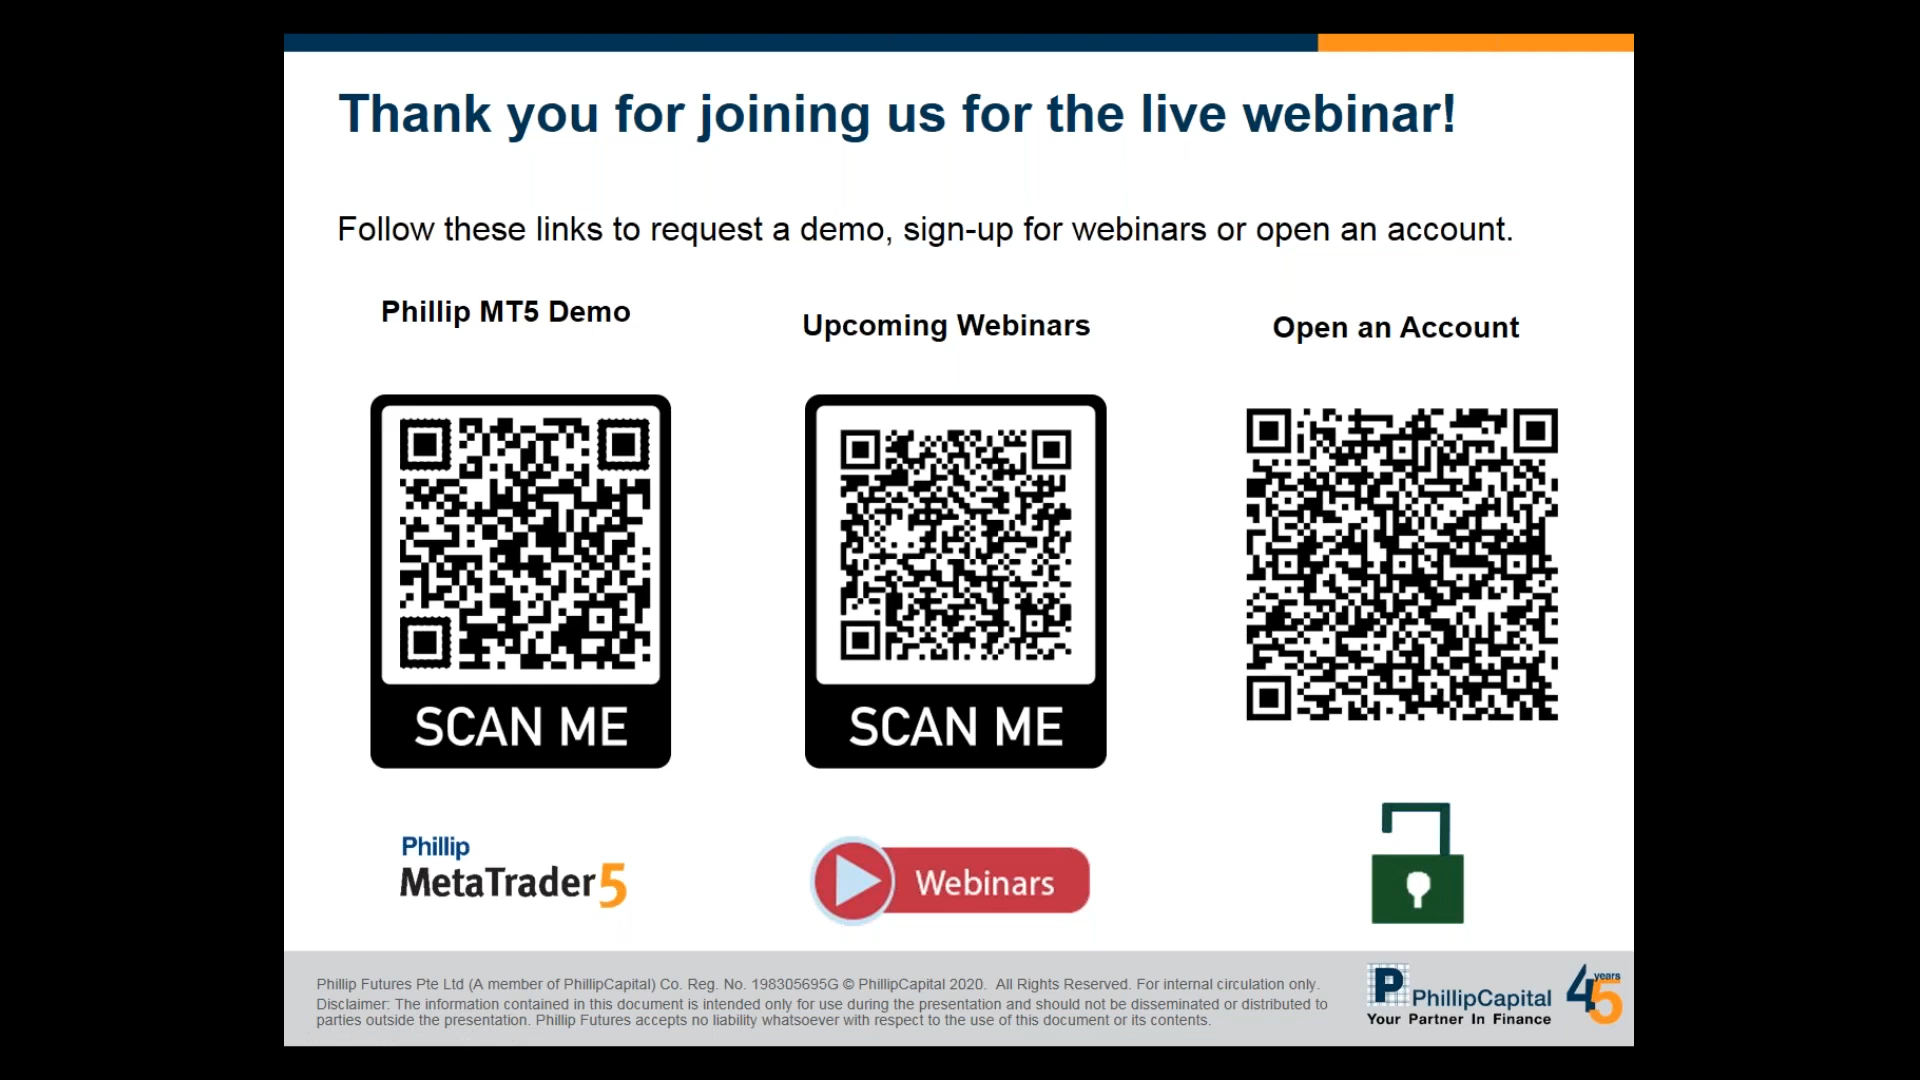 Thank you for joining us for the live webinar!
Follow these links to request a demo, sign-up for webinars or open an account.
Phillip MT5 Demo
Upcoming Webinars
Open an Account
SCAN ME
SCAN ME
Phillip
MetaTrader5
Webinars
Phillip Futures Pte Ltd (A member of PhillipCapital) Co. Reg. No. 198305695G © PhillipCapital 2020. All Rights Reserved. For internal circulation only.
Disclaimer: The information contained in this document is intended only for use during the presentation and should not be disseminated or distributed to
parties outside the presentation. Phillip Futures accepts no liability whatsoever with respect to the use of this document or its contents.
P PhillipCapital
Your Partner In Finance
45 years